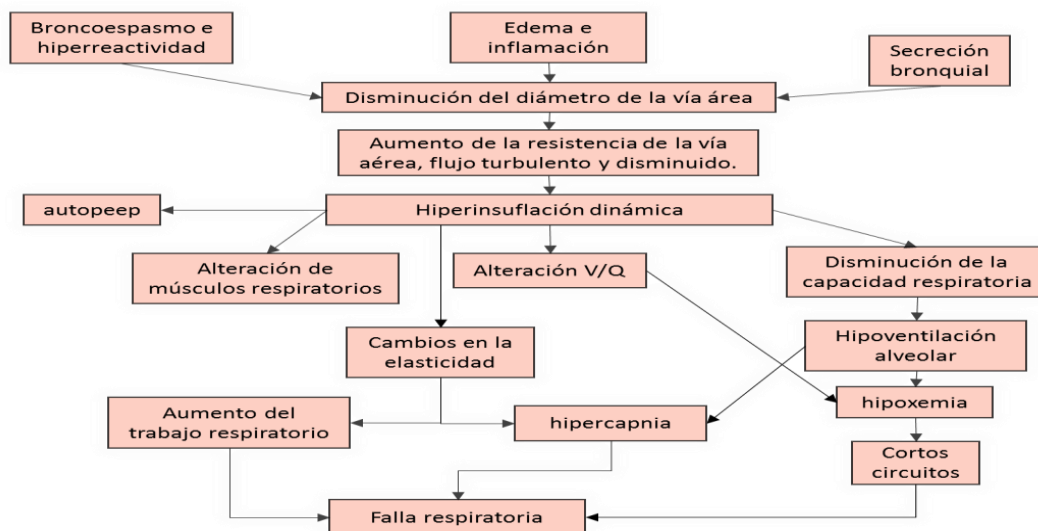 Broncoespasmo e
hiperreactividad
Edema e
inflamación
Secreción
bronquial
Disminución del diámetro de la vía área
Aumento de la resistencia de la vía
aérea, flujo turbulento y disminuido.
autopeep
Hiperinsuflación dinámica
Alteración de
músculos respiratorios
Alteración V/Q
Disminución de la
capacidad respiratoria
Cambios en la
elasticidad
Hipoventilación
alveolar
Aumento del
trabajo respiratorio
hipercapnia
hipoxemia
Cortos
circuitos
Falla respiratoria